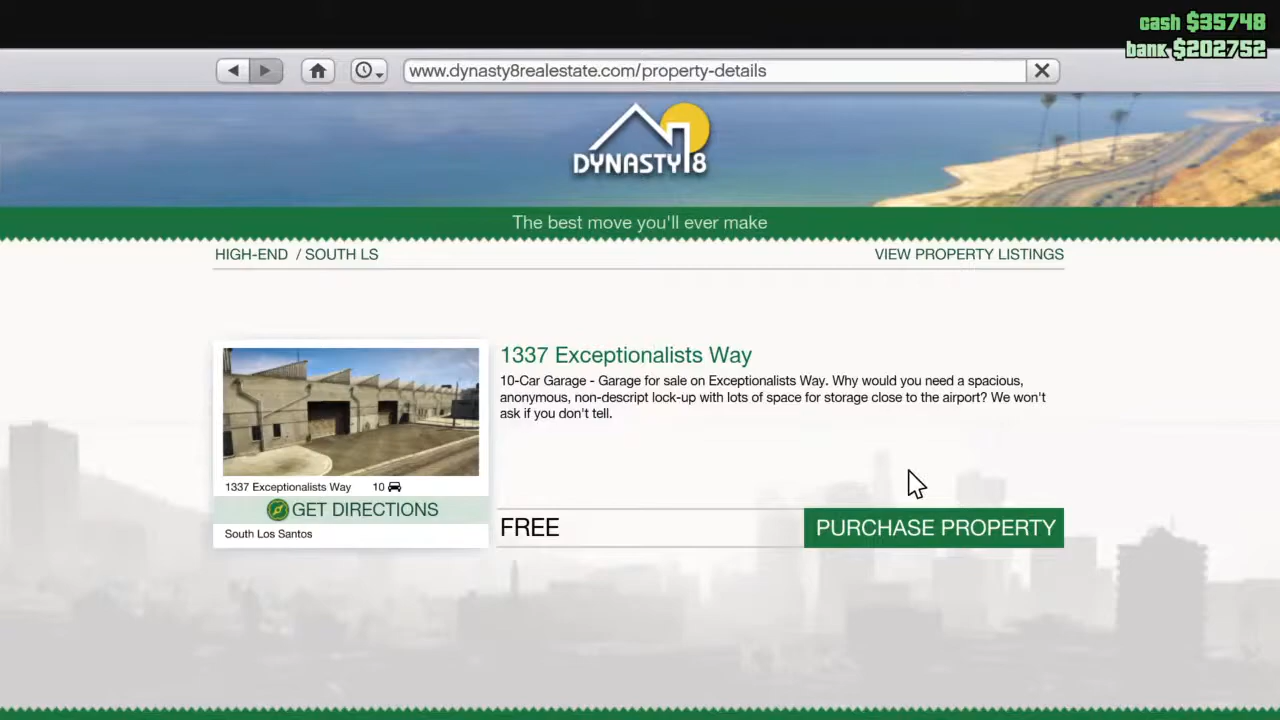 cash $35748
bank $202752
www.dynasty8realestate.com/property-details
DYNASTY 8
The best move you'll ever make
HIGH-END / SOUTH LS
VIEW PROPERTY LISTINGS
1337 Exceptionalists Way
10-Car Garage - Garage for sale on Exceptionalists Way. Why would you need a spacious,
anonymous, non-descript lock-up with lots of space for storage close to the airport? We won't
ask if you don't tell.
1337 Exceptionalists Way 10
GET DIRECTIONS
South Los Santos
FREE
PURCHASE PROPERTY